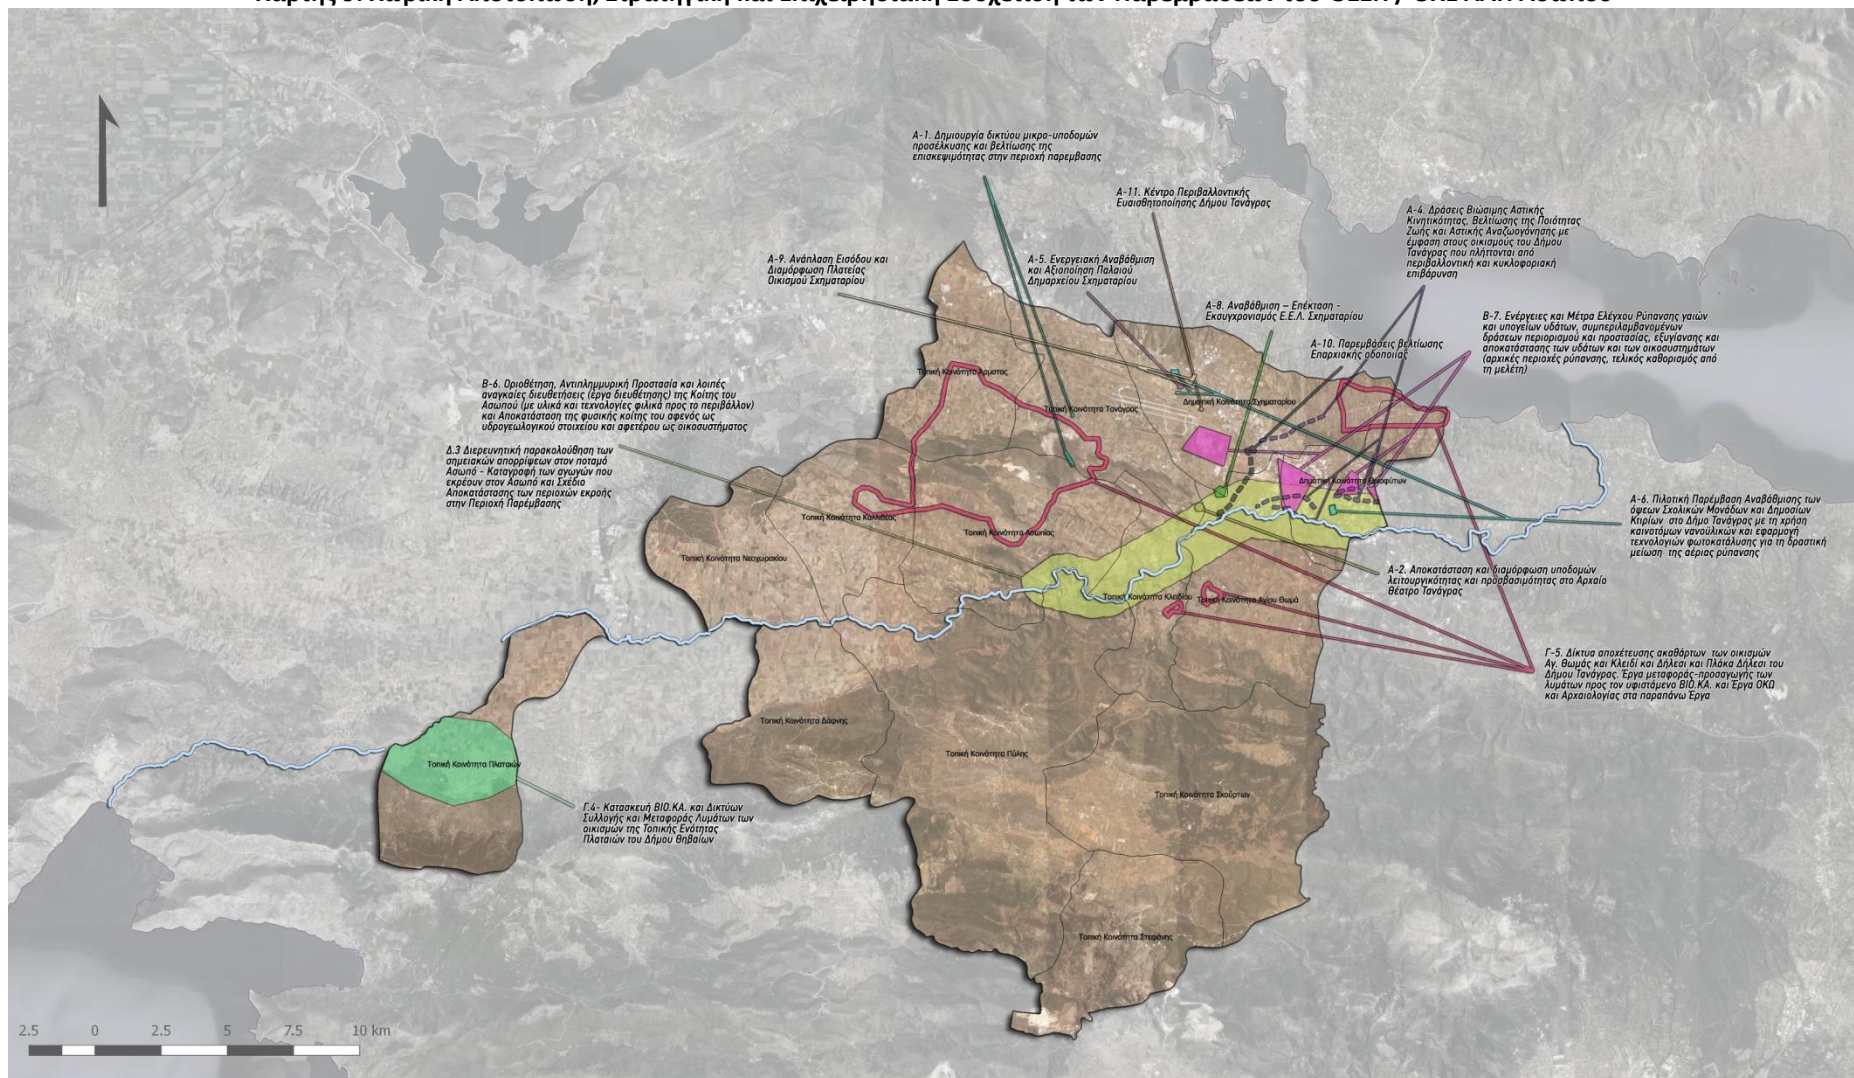 Α-1. Δημιουργία δικτύου μικρο-υποδομών
προσέλκυσης και βελτίωσης της
επισκεψιμότητας στην περιοχή παρεμβασης
Α-11. Κέντρο Περιβαλλοντικής
Ευαισθητοποίησης Δήμου Τανάγρας
Α-4. Δράσεις Βιώσιμης Αστικής
Κινητικότητας, Βελτίωσης της Ποιότητας
Ζωής και Αστικής Αναζωογόνησης με
έμφαση στους οικισμούς του Δήμου
Τανάγρας που πλήττονται από
περιβαλλοντική και κυκλοφοριακή
επιβάρυνση
Α-9. Ανάπλαση Εισόδου και
Διαμόρφωση Πλατείας
Οικισμού Σχηματαρίου
Α-5. Ενεργειακή Αναβάθμιση
και Αξιοποίηση Παλαιού
Δημαρχείου Σχηματαρίου
Α-8. Αναβάθμιση – Επέκταση -
Εκσυγχρονισμός Ε.Ε.Λ. Σχηματαρίου
Α-10. Παρεμβάσεις βελτίωσης
Επαρχιακής οδοποιίας
Β-7. Ενέργειες και Μέτρα Ελέγχου Ρύπανσης γαιών
και υπογείων υδάτων, συμπεριλαμβανομένων
δράσεων περιορισμού και προστασίας, εξυγίανσης και
αποκατάστασης των υδάτων και των οικοσυστημάτων
(αρχικές περιοχές ρύπανσης, τελικός καθορισμός από
τη μελέτη)
Β-6. Οριοθέτηση, Αντιπλημμυρική Προστασία και λοιπές
αναγκαίες διευθετήσεις (έργα διευθέτησης) της Κοίτης του
Ασωπού (με υλικά και τεχνολογίες φιλικά προς το περιβάλλον)
και Αποκατάσταση της φυσικής κοίτης του αφενός ως
υδρογεωλογικού στοιχείου και αφετέρου ως οικοσυστήματος
Δ.3 Διερευνητική παρακολούθηση των
σημειακών απορρίψεων στον ποταμό
Ασωπό - Καταγραφή των αγωγών που
εκρέουν στον Ασωπό και Σχέδιο
Αποκατάστασης των περιοχών εκροής
στην Περιοχή Παρέμβασης
Τοπική Κοινότητα Άρματος
Τοπική Κοινότητα Τανάγρας
Δημοτική Κοινότητα Σχηματαρίου
Δημοτική Κοινότητα Οινοφύτων
Τοπική Κοινότητα Καλλιθέας
Τοπική Κοινότητα Ασωπίας
Τοπική Κοινότητα Νεοχωρακίου
Τοπική Κοινότητα Κλειδίου
Τοπική Κοινότητα Αγίου Θωμά
Α-6. Πιλοτική Παρέμβαση Αναβάθμισης των
όψεων Σχολικών Μονάδων και Δημοσίων
Κτιρίων στο Δήμο Τανάγρας με τη χρήση
καινοτόμων νανοϋλικών και εφαρμογή
τεχνολογιών φωτοκατάλυσης για τη δραστική
μείωση της αέριας ρύπανσης
Α-2. Αποκατάσταση και διαμόρφωση υποδομών
λειτουργικότητας και προσβασιμότητας στο Αρχαίο
Θέατρο Τανάγρας
Γ-5. Δίκτυα αποχέτευσης ακαθάρτων των οικισμών
Αγ. Θωμάς και Κλειδί και Δήλεσι και Πλάκα Δήλεσι του
Δήμου Τανάγρας. Έργα μεταφοράς-προσαγωγής των
λυμάτων προς τον υφιστάμενο ΒΙΟ.ΚΑ. και Έργα ΟΚΩ
και Αρχαιολογίας στα παραπάνω Έργα
Τοπική Κοινότητα Δάφνης
Τοπική Κοινότητα Πύλης
Τοπική Κοινότητα Πλαταιών
Τοπική Κοινότητα Σκούρτων
Γ.4- Κατασκευή ΒΙΟ.ΚΑ. και Δικτύων
Συλλογής και Μεταφοράς Λυμάτων των
οικισμών της Τοπικής Ενότητας
Πλαταιών του Δήμου Θηβαίων
Τοπική Κοινότητα Στεφάνης
2.5 0 2.5 5 7.5 10 km